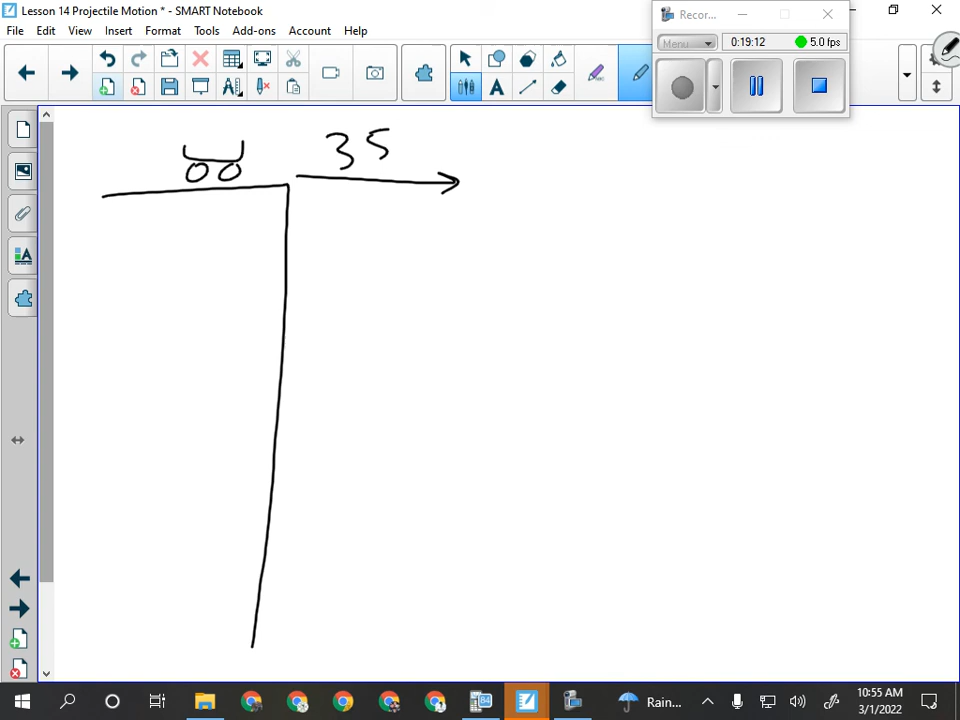 Lesson 14 Projectile Motion * - SMART Notebook
Recor...
File Edit View Insert Format Tools Add-ons Account Help
Menu
0:19:12
5.0 fps
35
Rain...
10:55 AM
3/1/2022